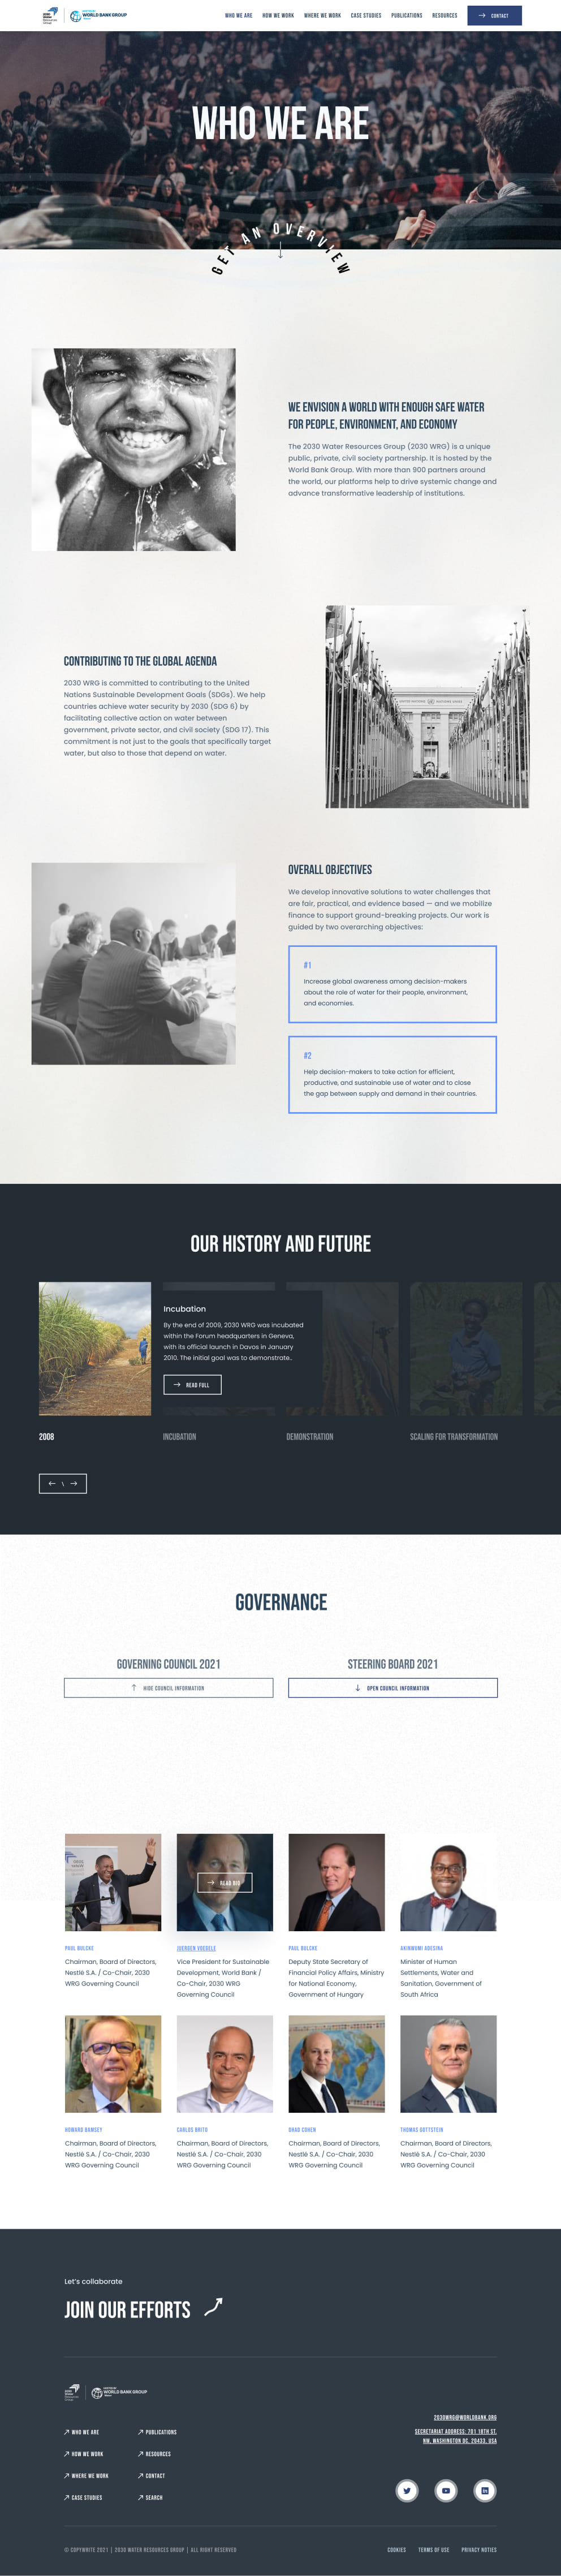 WORLD BANK GROUP
WHO WE ARE
HOW WE WORK
WHERE WE WORK
CASE STUDIES
PUBLICATIONS
RESOURCES
CONTACT
WHO WE ARE
GET AN OVERVIEW
WE ENVISION A WORLD WITH ENOUGH SAFE WATER
FOR PEOPLE, ENVIRONMENT, AND ECONOMY
The 2030 Water Resources Group (2030 WRG) is a unique
public, private, civil society partnership. It is hosted by the
World Bank Group. With more than 900 partners around
the world, our platforms help to drive systemic change and
advance transformative leadership of institutions.
CONTRIBUTING TO THE GLOBAL AGENDA
2030 WRG is committed to contributing to the United
Nations Sustainable Development Goals (SDGs). We help
countries achieve water security by 2030 (SDG 6) by
facilitating collective action on water between
government, private sector, and civil society (SDG 17). This
commitment is not just to the goals that specifically target
water, but also to those that depend on water.
OVERALL OBJECTIVES
We develop innovative solutions to water challenges that
are fair, practical, and evidence based — and we mobilize
finance to support ground-breaking projects. Our work is
guided by two overarching objectives:
#1
Increase global awareness among decision-makers
about the role of water for their people, environment,
and economies.
#2
Help decision-makers to take action for efficient,
productive, and sustainable use of water and to close
the gap between supply and demand in their countries.
OUR HISTORY AND FUTURE
Incubation
By the end of 2009, 2030 WRG was incubated
within the Forum headquarters in Geneva,
with its official launch in Davos in January
2010. The initial goal was to demonstrate..
READ FULL
2008
INCUBATION
DEMONSTRATION
SCALING FOR TRANSFORMATION
\
GOVERNANCE
GOVERNING COUNCIL 2021
HIDE COUNCIL INFORMATION
STEERING BOARD 2021
OPEN COUNCIL INFORMATION
READ BIO
PAUL BULCKE
Chairman, Board of Directors,
Nestlé S.A. / Co-Chair, 2030
WRG Governing Council
JUERGEN VOEGELE
Vice President for Sustainable
Development, World Bank /
Co-Chair, 2030 WRG
Governing Council
PAUL BULCKE
Deputy State Secretary of
Financial Policy Affairs, Ministry
for National Economy,
Government of Hungary
AKINWUMI ADESINA
Minister of Human
Settlements, Water and
Sanitation, Government of
South Africa
HOWARD BAMSEY
Chairman, Board of Directors,
Nestlé S.A. / Co-Chair, 2030
WRG Governing Council
CARLOS BRITO
Chairman, Board of Directors,
Nestlé S.A. / Co-Chair, 2030
WRG Governing Council
COHEN
Chairman, Board of Directors,
Nestlé S.A. / Co-Chair, 2030
WRG Governing Council
THOMAS GOTTSTEIN
Chairman, Board of Directors,
Nestlé S.A. / Co-Chair, 2030
WRG Governing Council
Let's collaborate
JOIN OUR EFFORTS
WORLD BANK GROUP
WHO WE ARE
HOW WE WORK
WHERE WE WORK
CASE STUDIES
PUBLICATIONS
RESOURCES
CONTACT
SEARCH
2030WRG@WORLDBANK.ORG
SECRETARIAT ADDRESS: 701 18TH ST.
NW, WASHINGTON DC, 20433, USA
© COPYWRITE 2021 | 2030 WATER RESOURCES GROUP | ALL RIGHT RESERVED
COOKIES
TERMS OF USE
PRIVACY NOTIES